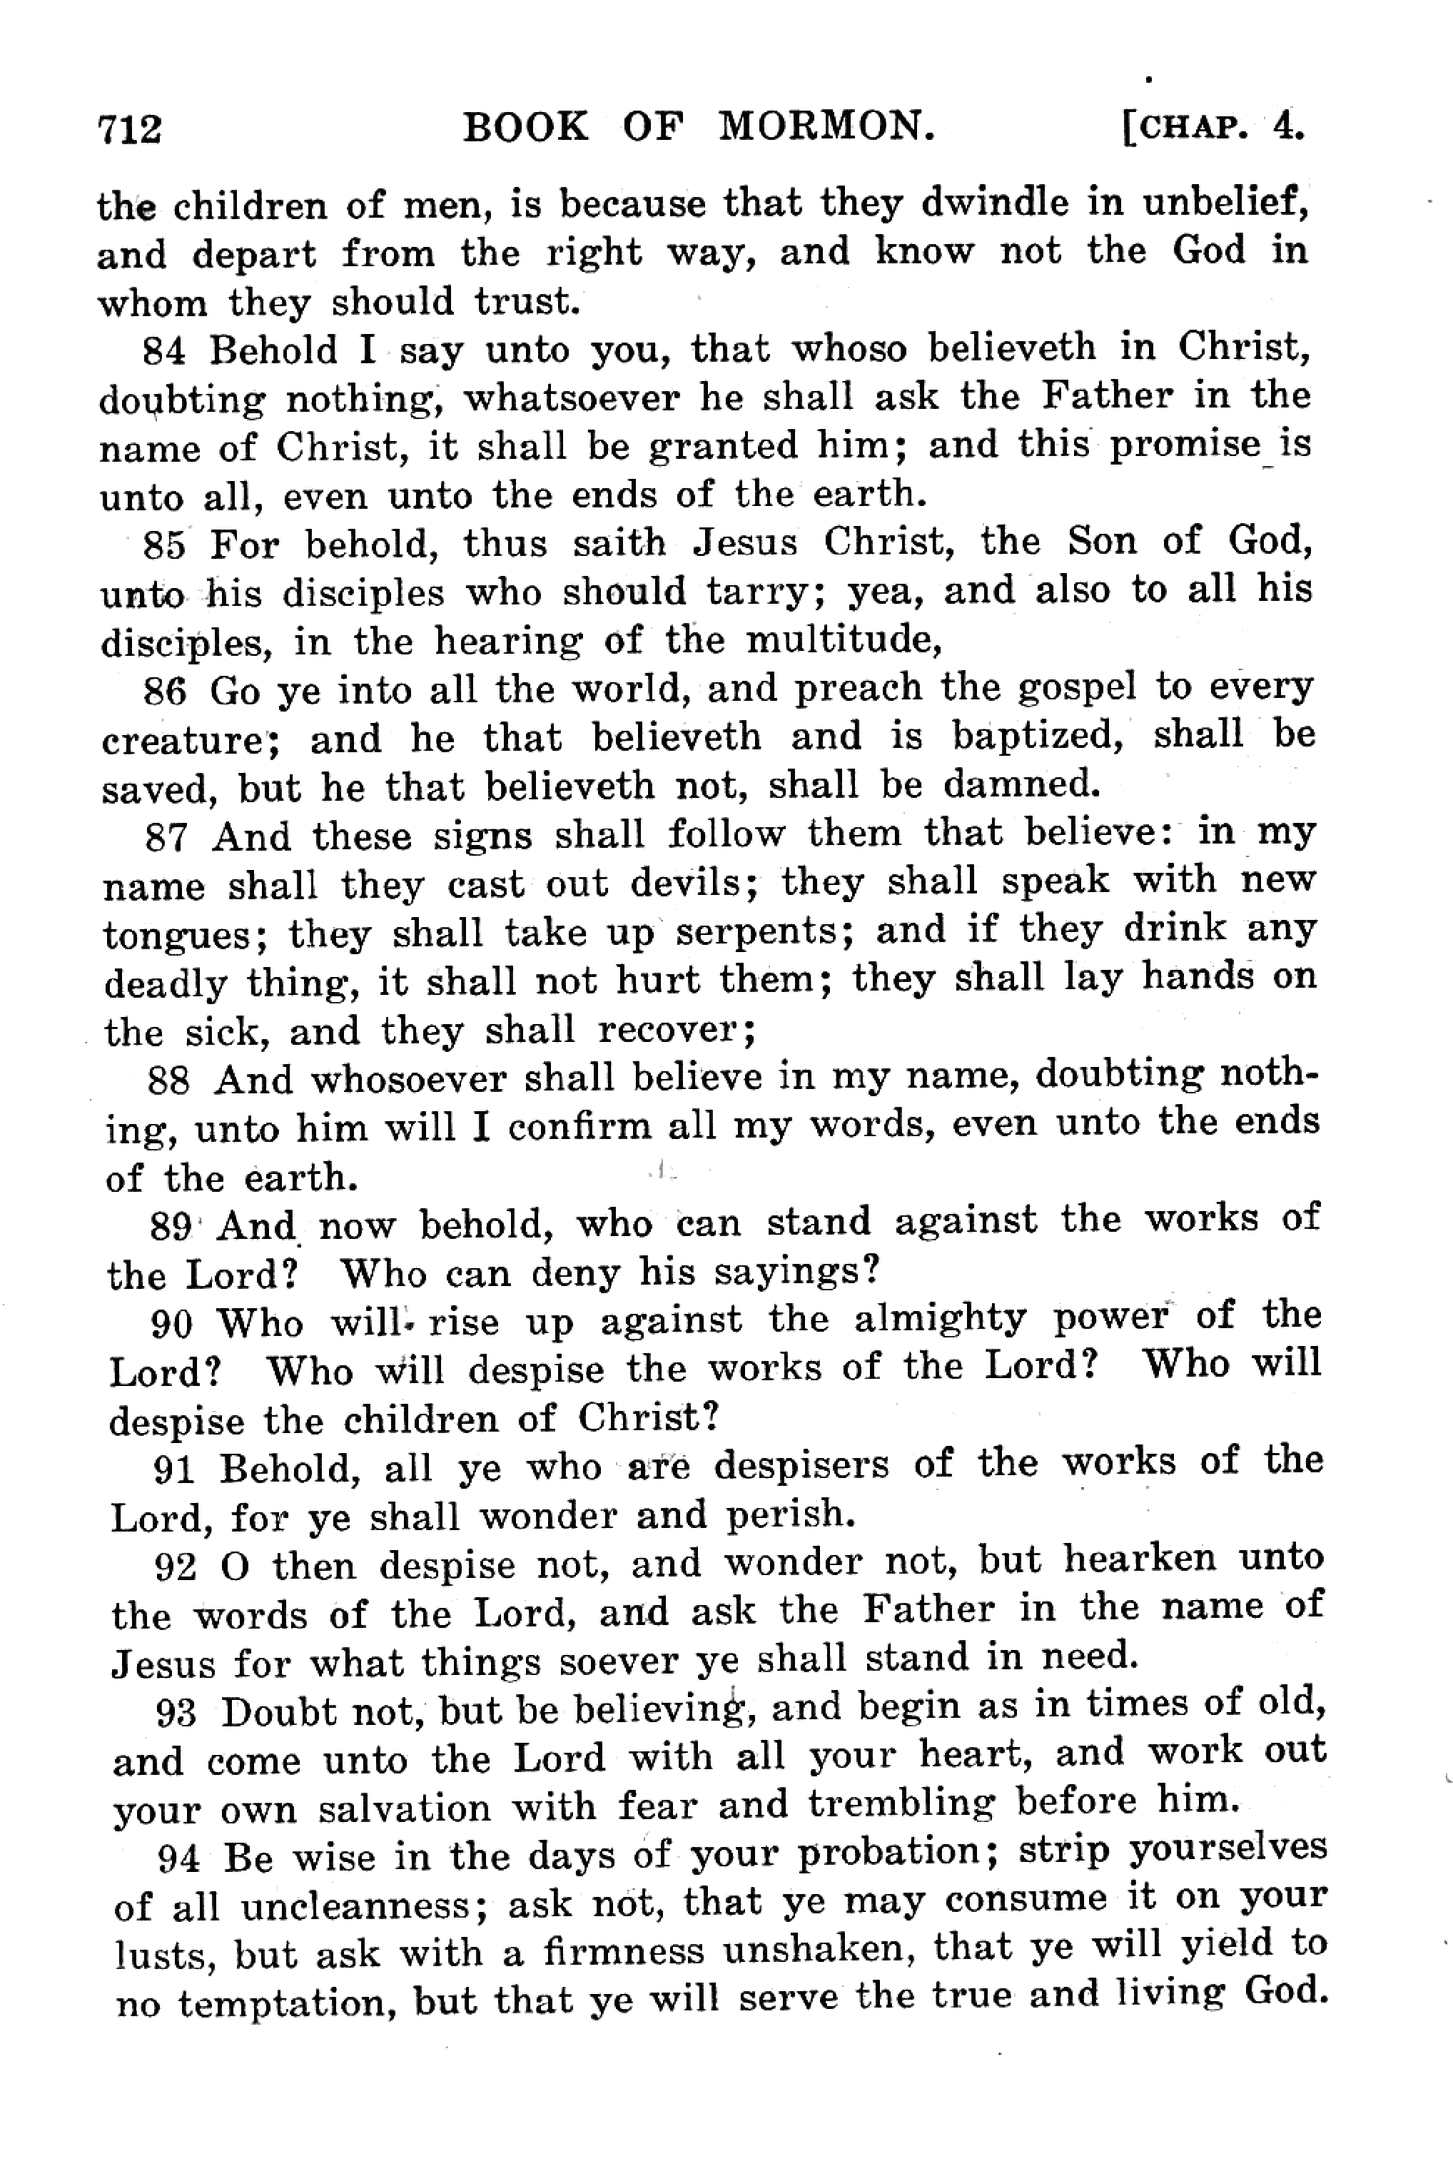 712 BOOK OF MORMON. [CHAP. 4.
the children of men, is because that they dwindle in unbelief,
and depart from the right way, and know not the God in
whom they should trust.
84 Behold I say unto you, that whoso believeth in Christ,
doubting nothing, whatsoever he shall ask the Father in the
name of Christ, it shall be granted him; and this promise is
unto all, even unto the ends of the earth.
85 For behold, thus saith Jesus Christ, the Son of God,
unto his disciples who should tarry; yea, and also to all his
disciples, in the hearing of the multitude,
86 Go ye into all the world, and preach the gospel to every
creature; and he that believeth and is baptized, shall be
saved, but he that believeth not, shall be damned.
87 And these signs shall follow them that believe: in my
name shall they cast out devils; they shall speak with new
tongues; they shall take up serpents; and if they drink any
deadly thing, it shall not hurt them; they shall lay hands on
the sick, and they shall recover;
88 And whosoever shall believe in my name, doubting noth-
ing, unto him will I confirm all my words, even unto the ends
of the earth.
89 And now behold, who can stand against the works of
the Lord? Who can deny his sayings?
90 Who will rise up against the almighty power of the
Lord? Who will despise the works of the Lord? Who will
despise the children of Christ?
91 Behold, all ye who are despisers of the works of the
Lord, for ye shall wonder and perish.
92 O then despise not, and wonder not, but hearken unto
the words of the Lord, and ask the Father in the name of
Jesus for what things soever ye shall stand in need.
93 Doubt not, but be believing, and begin as in times of old,
and come unto the Lord with all your heart, and work out
your own salvation with fear and trembling before him.
94 Be wise in the days of your probation; strip yourselves
of all uncleanness; ask not, that ye may consume it on your
lusts, but ask with a firmness unshaken, that ye will yield to
no temptation, but that ye will serve the true and living God.